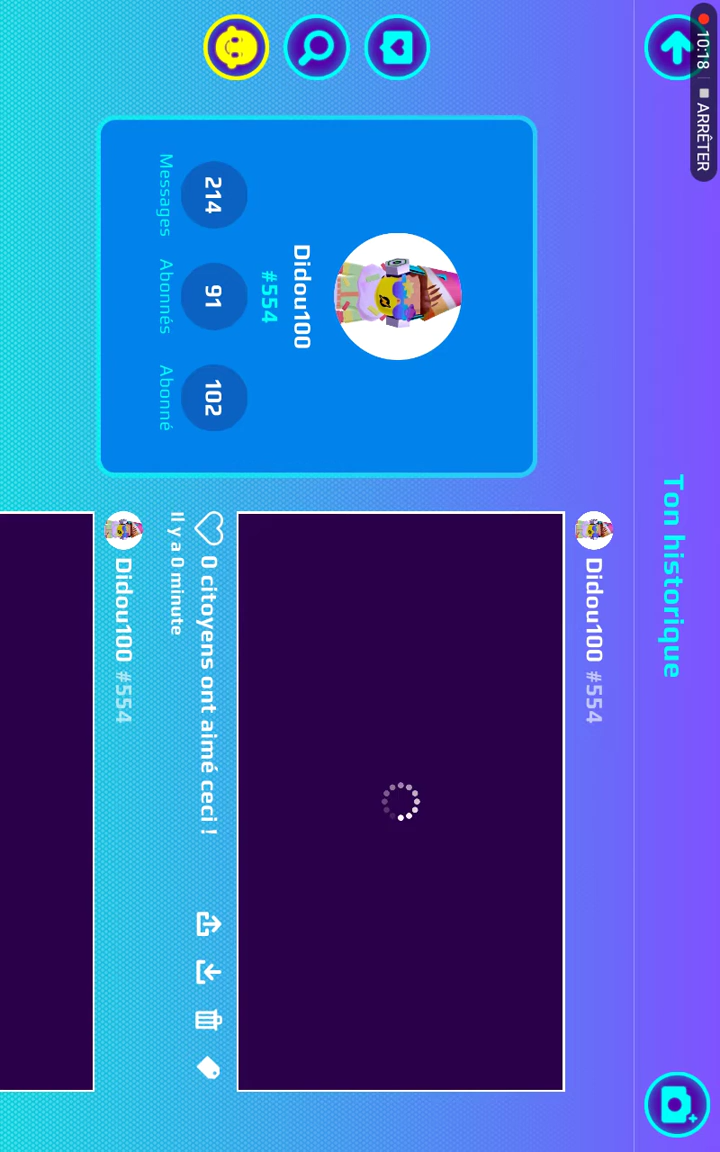 10:18 ARRÊTER
Ton historique
Didou100
#554
214
91
102
Messages
Abonnés
Abonné
Didou100 #554
0 citoyens ont aimé ceci !
Il y a 0 minute
Didou100 #554